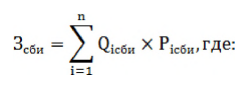 З_сби = ∑_{i=1}^{n} Q_iсби × P_iсби, где: